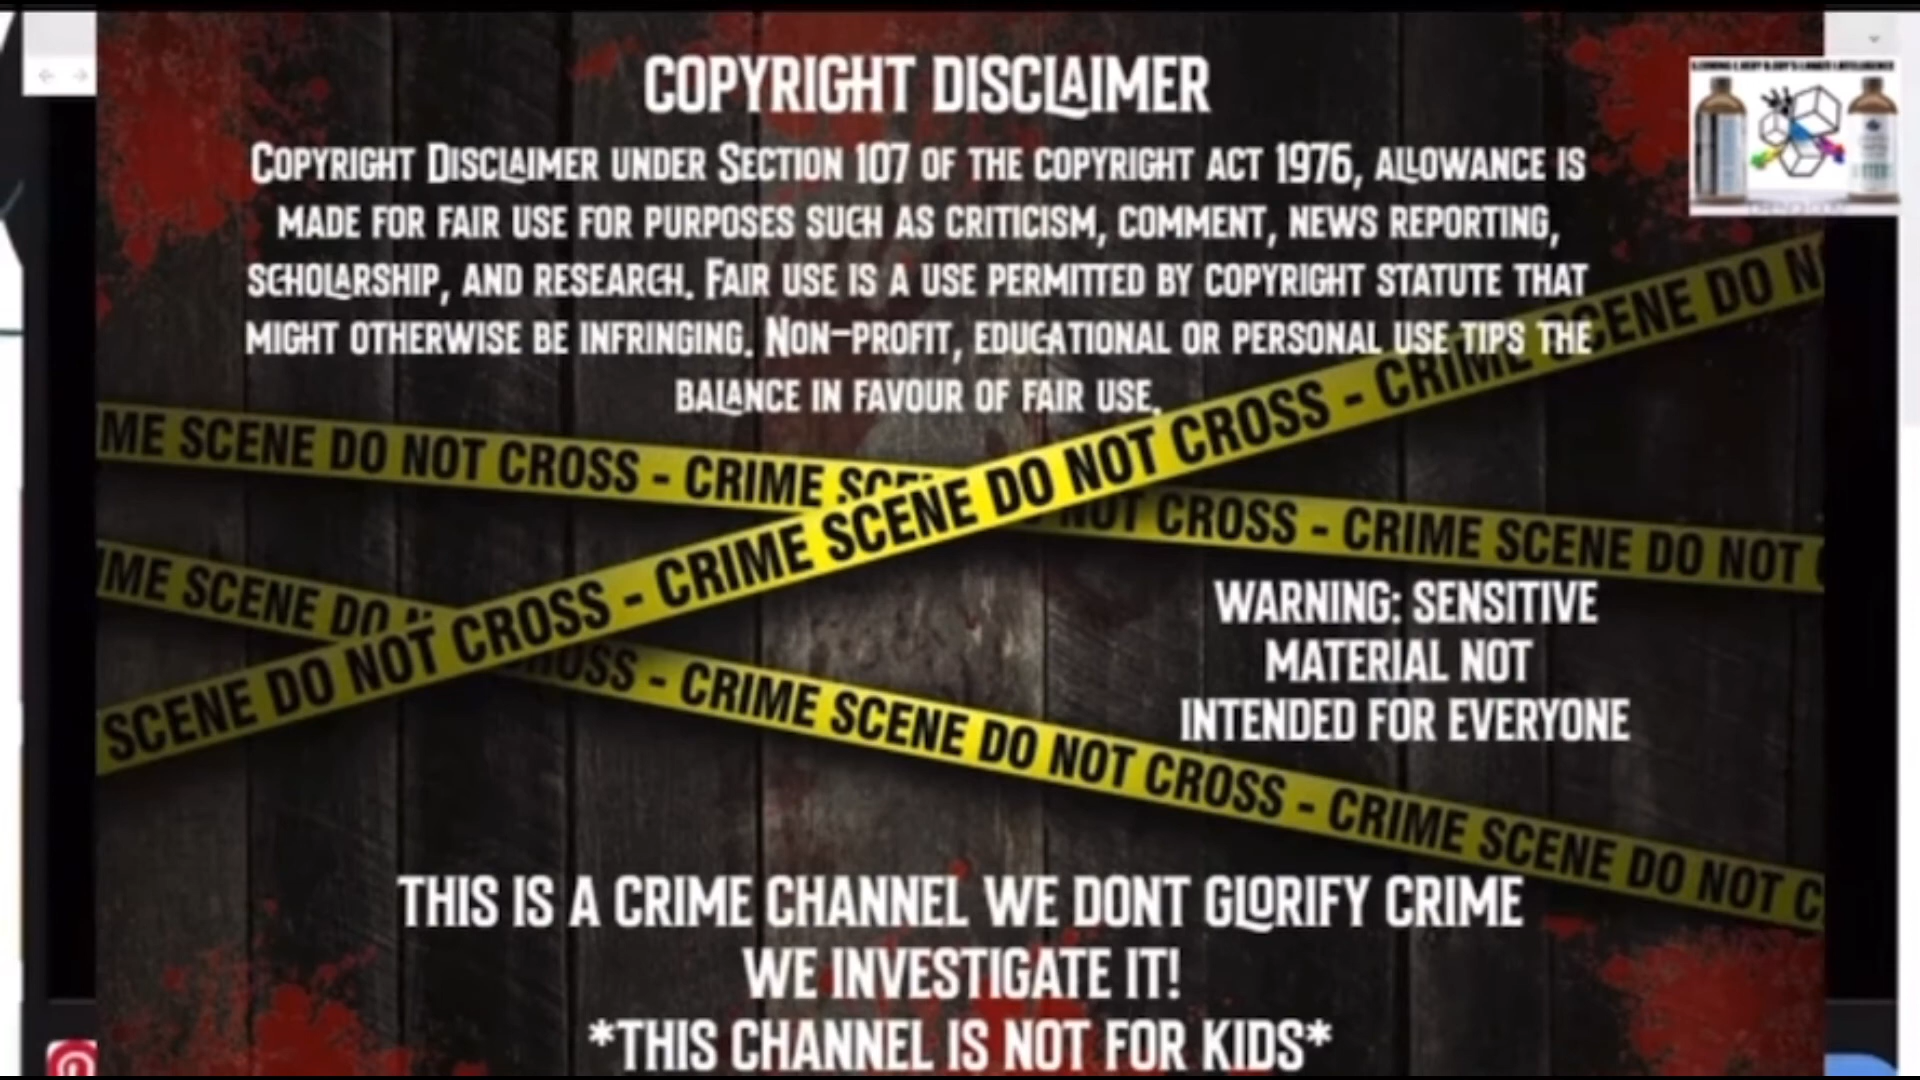 COPYRIGHT DISCLAIMER
COPYRIGHT DISCLAIMER UNDER SECTION 107 OF THE COPYRIGHT ACT 1976, ALLOWANCE IS
MADE FOR FAIR USE FOR PURPOSES SUCH AS CRITICISM, COMMENT, NEWS REPORTING,
SCHOLARSHIP, AND RESEARCH. FAIR USE IS A USE PERMITTED BY COPYRIGHT STATUTE THAT
MIGHT OTHERWISE BE INFRINGING. NON-PROFIT, EDUCATIONAL OR PERSONAL USE TIPS THE
BALANCE IN FAVOUR OF FAIR USE.
ME SCENE DO NOT CROSS - CRIME SCEN NOT CROSS - CRIME SCENE DO NOT
SCENE DO NOT CROSS - CRIME SCENE DO NOT CROSS - CRIME SCENE DO N
IME SCENE DO N OSS - CRIME SCENE DO NOT CROSS - CRIME SCENE DO NOT C
WARNING: SENSITIVE
MATERIAL NOT
INTENDED FOR EVERYONE
THIS IS A CRIME CHANNEL WE DONT GLORIFY CRIME
WE INVESTIGATE IT!
*THIS CHANNEL IS NOT FOR KIDS*